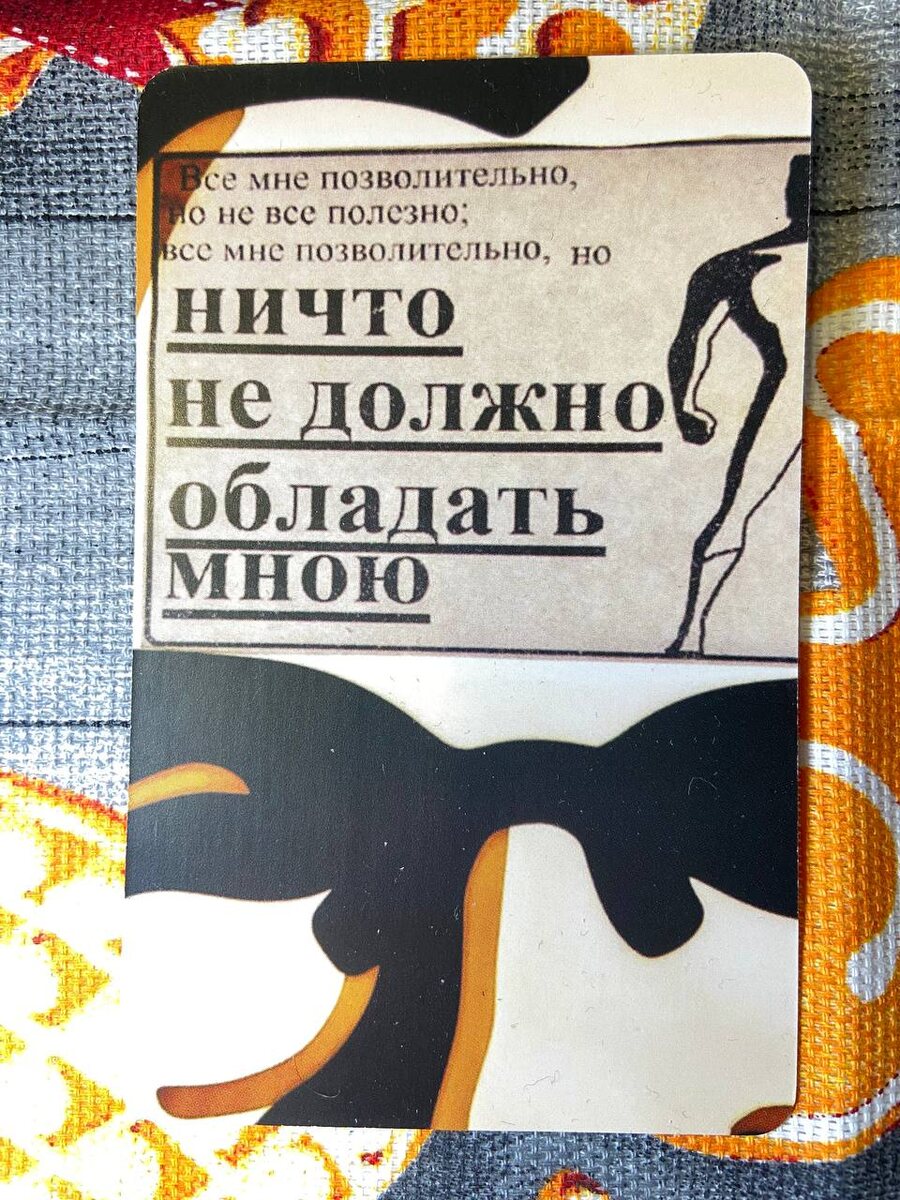 Все мне позволительно,
но не все полезно;
все мне позволительно, но
ничто
не должно
обладать
мною